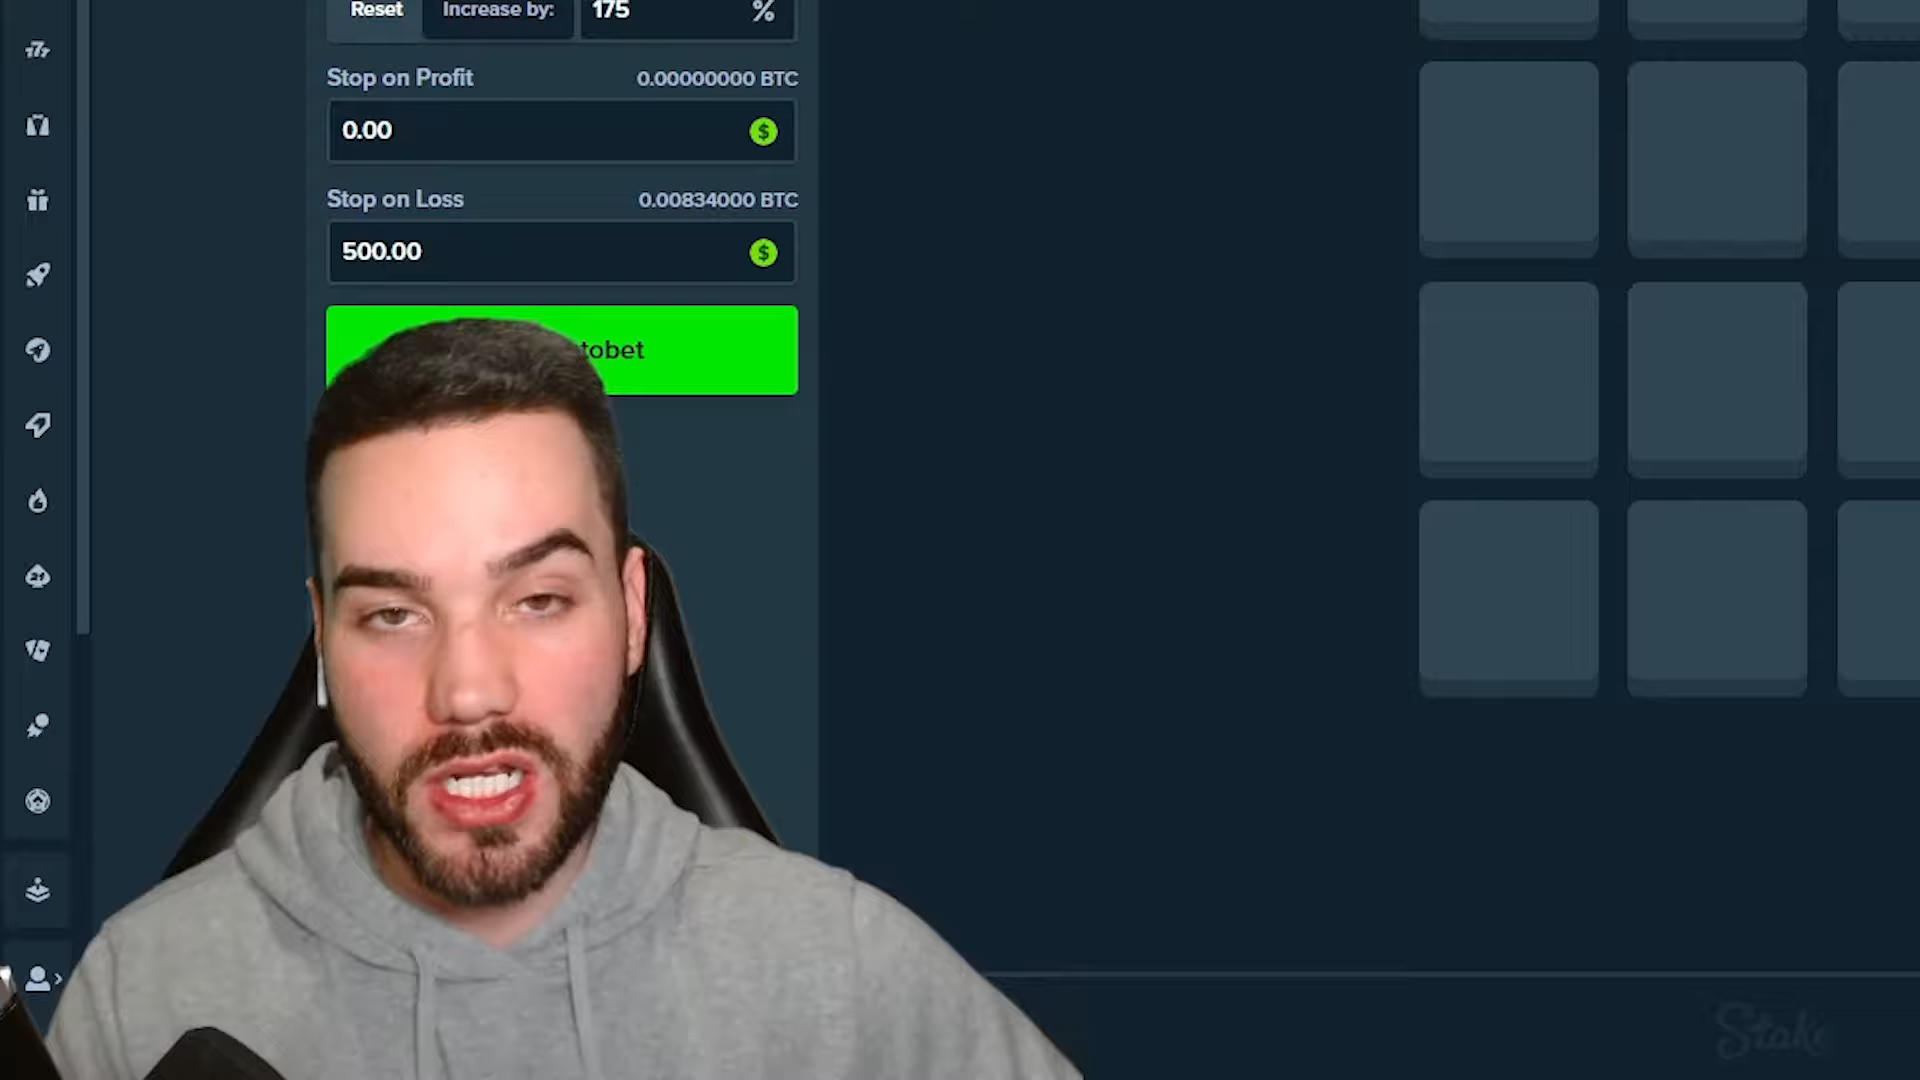 Reset Increase by: 175 %
Stop on Profit 0.00000000 BTC
0.00 $
Stop on Loss 0.00834000 BTC
500.00 $
tobet
21
Stake